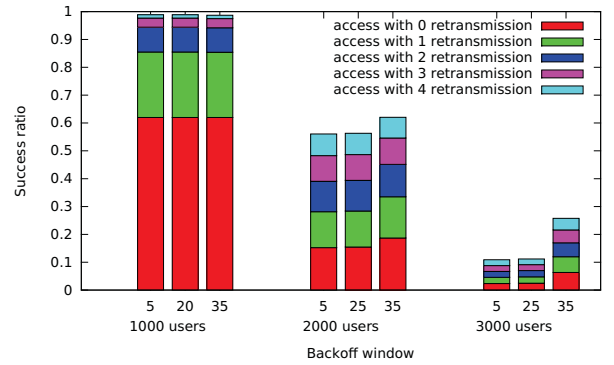 1
0.9
0.8
0.7
0.6
0.5
0.4
0.3
0.2
0.1
0
Success ratio
access with 0 retransmission
access with 1 retransmission
access with 2 retransmission
access with 3 retransmission
access with 4 retransmission
5 20 35 5 25 35 5 25 35
1000 users 2000 users 3000 users
Backoff window